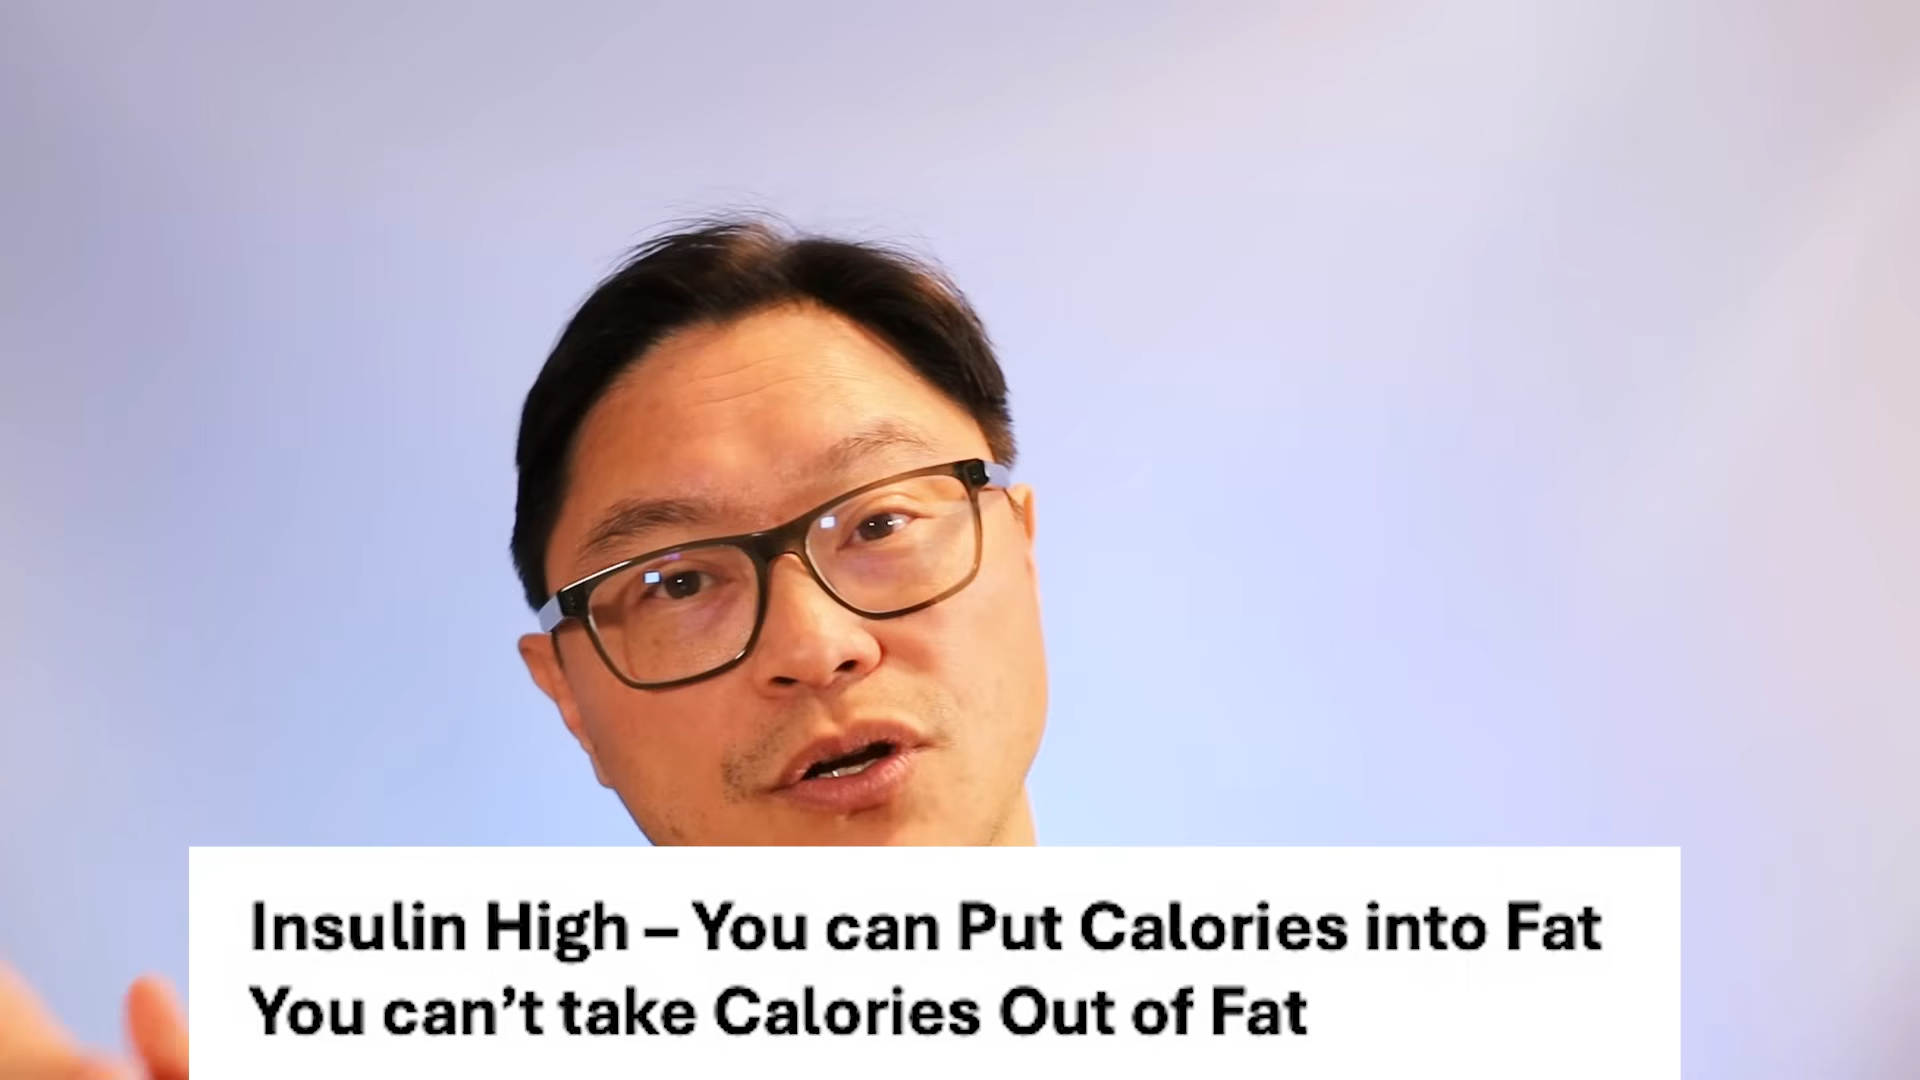 Insulin High – You can Put Calories into Fat
You can't take Calories Out of Fat